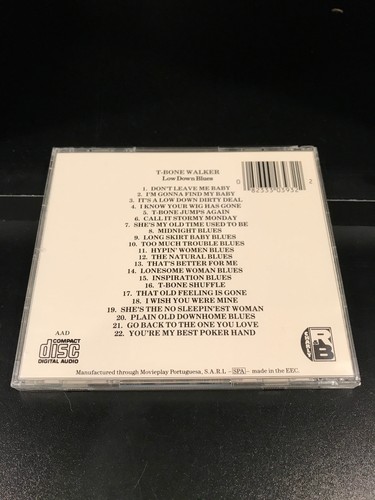 T-BONE WALKER
Low Down Blues
1. DON'T LEAVE ME BABY
2. I'M GONNA FIND MY BABY
3. IT'S A LOW DOWN DIRTY DEAL
4. I KNOW YOUR WIG HAS GONE
5. T-BONE JUMPS AGAIN
6. CALL IT STORMY MONDAY
7. SHE'S MY OLD TIME USED TO BE
8. MIDNIGHT BLUES
9. LONG SKIRT BABY BLUES
10. TOO MUCH TROUBLE BLUES
11. HYPIN' WOMEN BLUES
12. THE NATURAL BLUES
13. THAT'S BETTER FOR ME
14. LONESOME WOMAN BLUES
15. INSPIRATION BLUES
16. T-BONE SHUFFLE
17. THAT OLD FEELING IS GONE
18. I WISH YOU WERE MINE
19. SHE'S THE NO SLEEPIN'EST WOMAN
20. PLAIN OLD DOWNHOME BLUES
21. GO BACK TO THE ONE YOU LOVE
22. YOU'RE MY BEST POKER HAND
AAD
COMPACT
disc
DIGITAL AUDIO
Manufactured through Movieplay Portuguesa, S.A.R.L - SPA - made in the EEC.